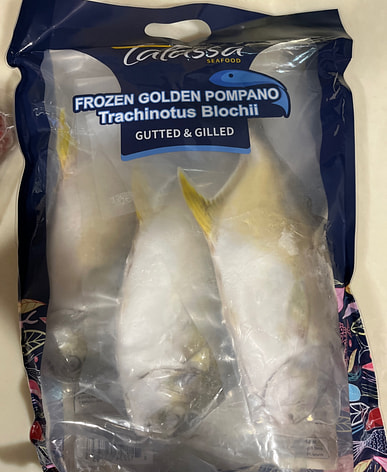 Talassa
SEAFOOD
FROZEN GOLDEN POMPANO
Trachinotus Blochii
GUTTED & GILLED